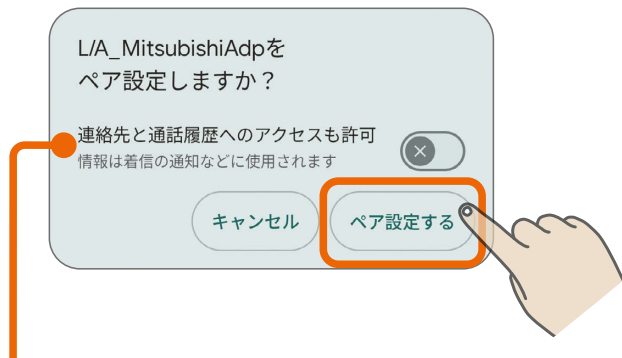 L/A_MitsubishiAdpを
ペア設定しますか？
連絡先と通話履歴へのアクセスも許可
情報は着信の通知などに使用されます
キャンセル
ペア設定する